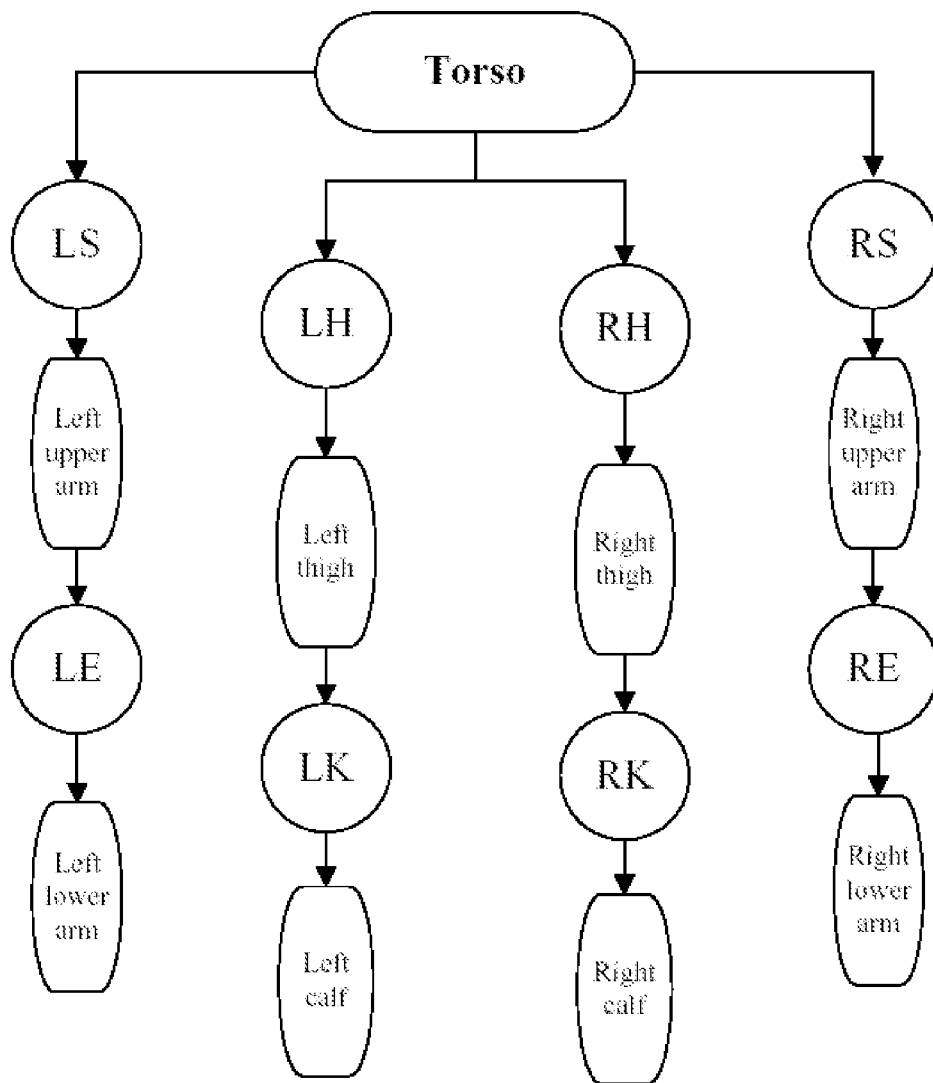 Torso
LS
RS
LH
RH
Left
upper
arm
Right
upper
arm
Left
thigh
Right
thigh
LE
RE
LK
RK
Left
lower
arm
Right
lower
arm
Left
calf
Right
calf